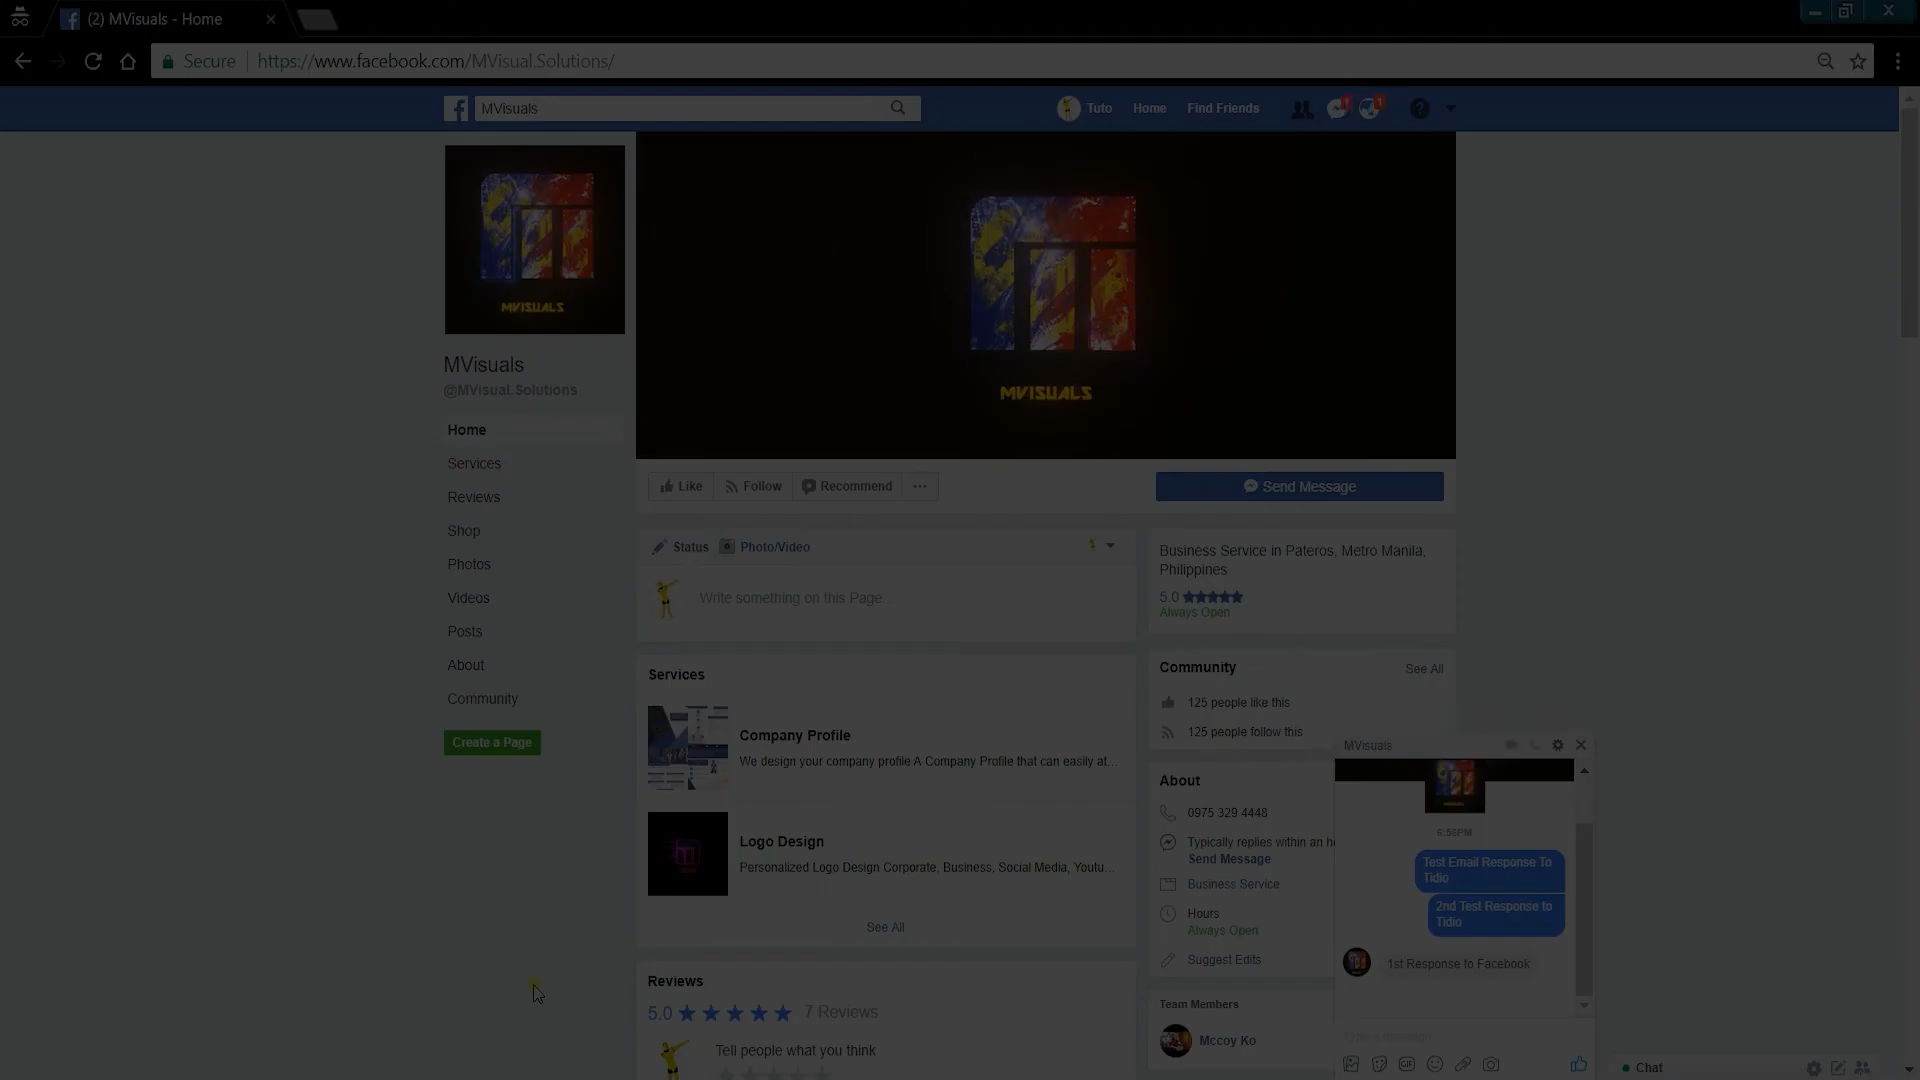 (2) MVisuals - Home
Secure
https://www.facebook.com/MVisual.Solutions/
MVisuals
Tuto
Home
Find Friends
1
1
MVISUALS
MVISUALS
MVisuals
@MVisual.Solutions
Home
Services
Reviews
Shop
Photos
Videos
Posts
About
Community
Create a Page
Like
Follow
Recommend
Send Message
Status
Photo/Video
Write something on this Page.
Services
Company Profile
We design your company profile A Company Profile that can easily at...
Logo Design
Personalized Logo Design Corporate, Business, Social Media, Youtu...
See All
Reviews
5.0
7 Reviews
Tell people what you think
Business Service in Pateros, Metro Manila,
Philippines
5.0
Always Open
Community
See All
125 people like this
125 people follow this
About
0975 329 4448
Typically replies within an h
Send Message
Business Service
Hours
Always Open
Suggest Edits
Team Members
Mccoy Ko
MVisuals
6:56PM
Test Email Response To
Tidio
2nd Test Response to
Tidio
1st Response to Facebook
GIF
Chat